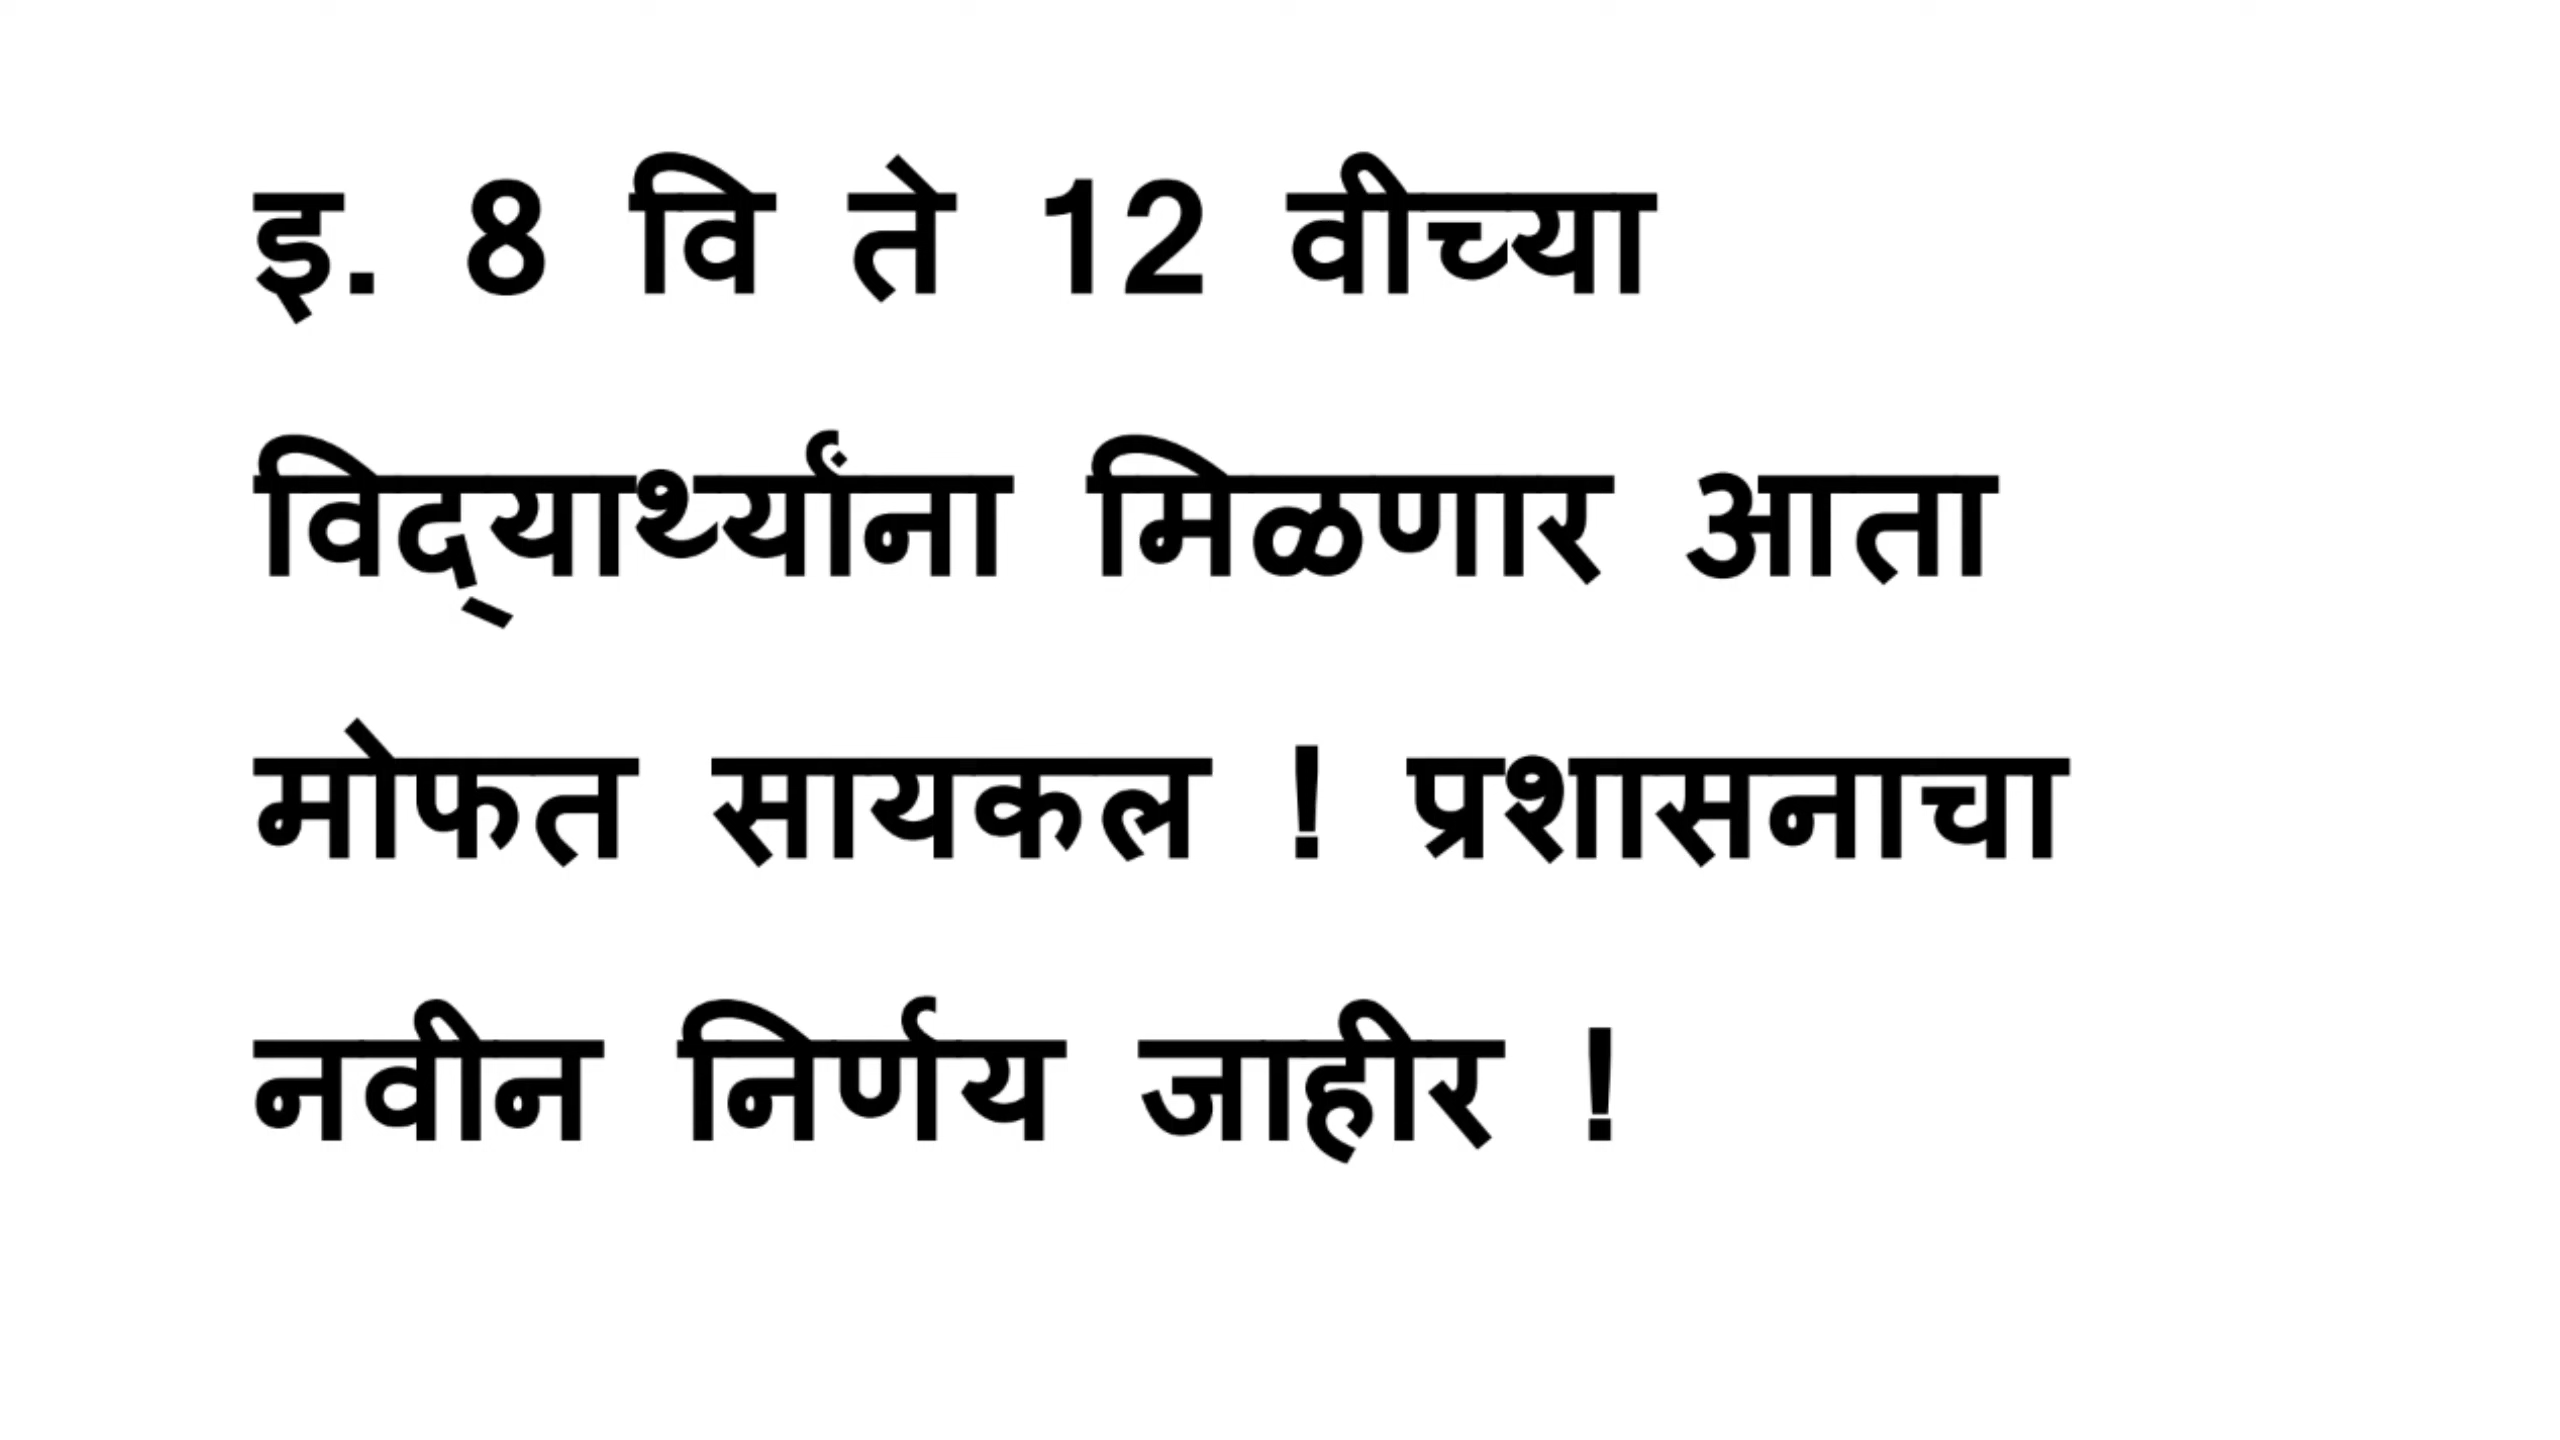 इ. 8 वि ते 12 वीच्या
विद्‌यार्थ्यांना मिळणार आता
मोफत सायकल ! प्रशासनाचा
नवीन निर्णय जाहीर !